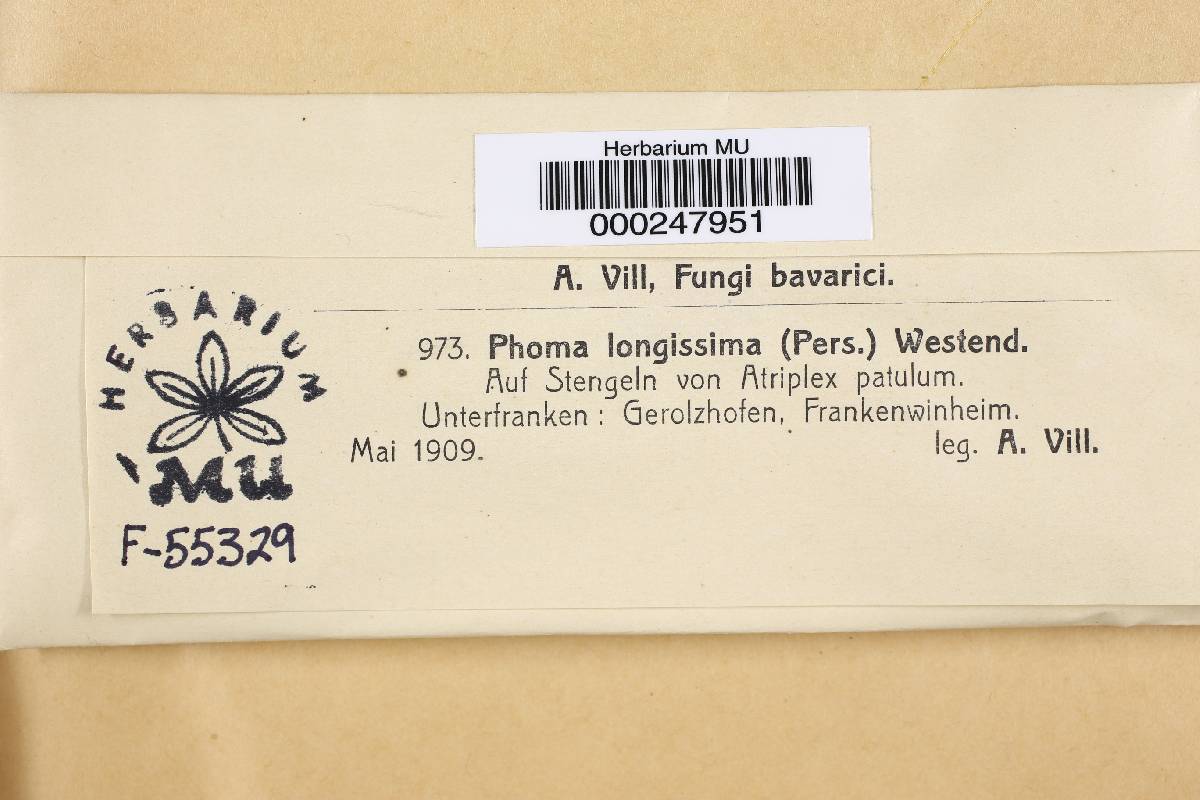 Herbarium MU
000247951
A. Vill, Fungi bavarici.
HERBARIUM
MU
F-55329
973. Phoma longissima (Pers.) Westend.
Auf Stengeln von Atriplex patulum.
Unterfranken: Gerolzhofen, Frankenwinheim.
Mai 1909. leg. A. Vill.